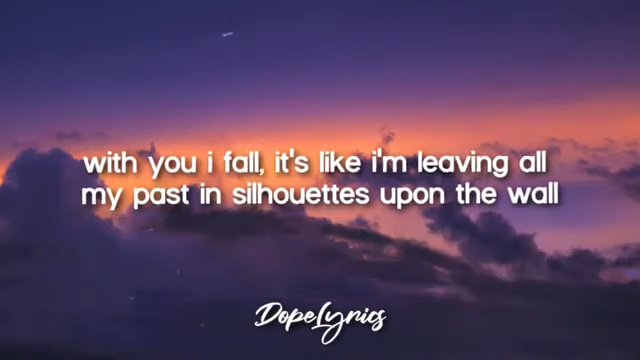 with you i fall, it's like i'm leaving all
my past in silhouettes upon the wall
DopeLyrics